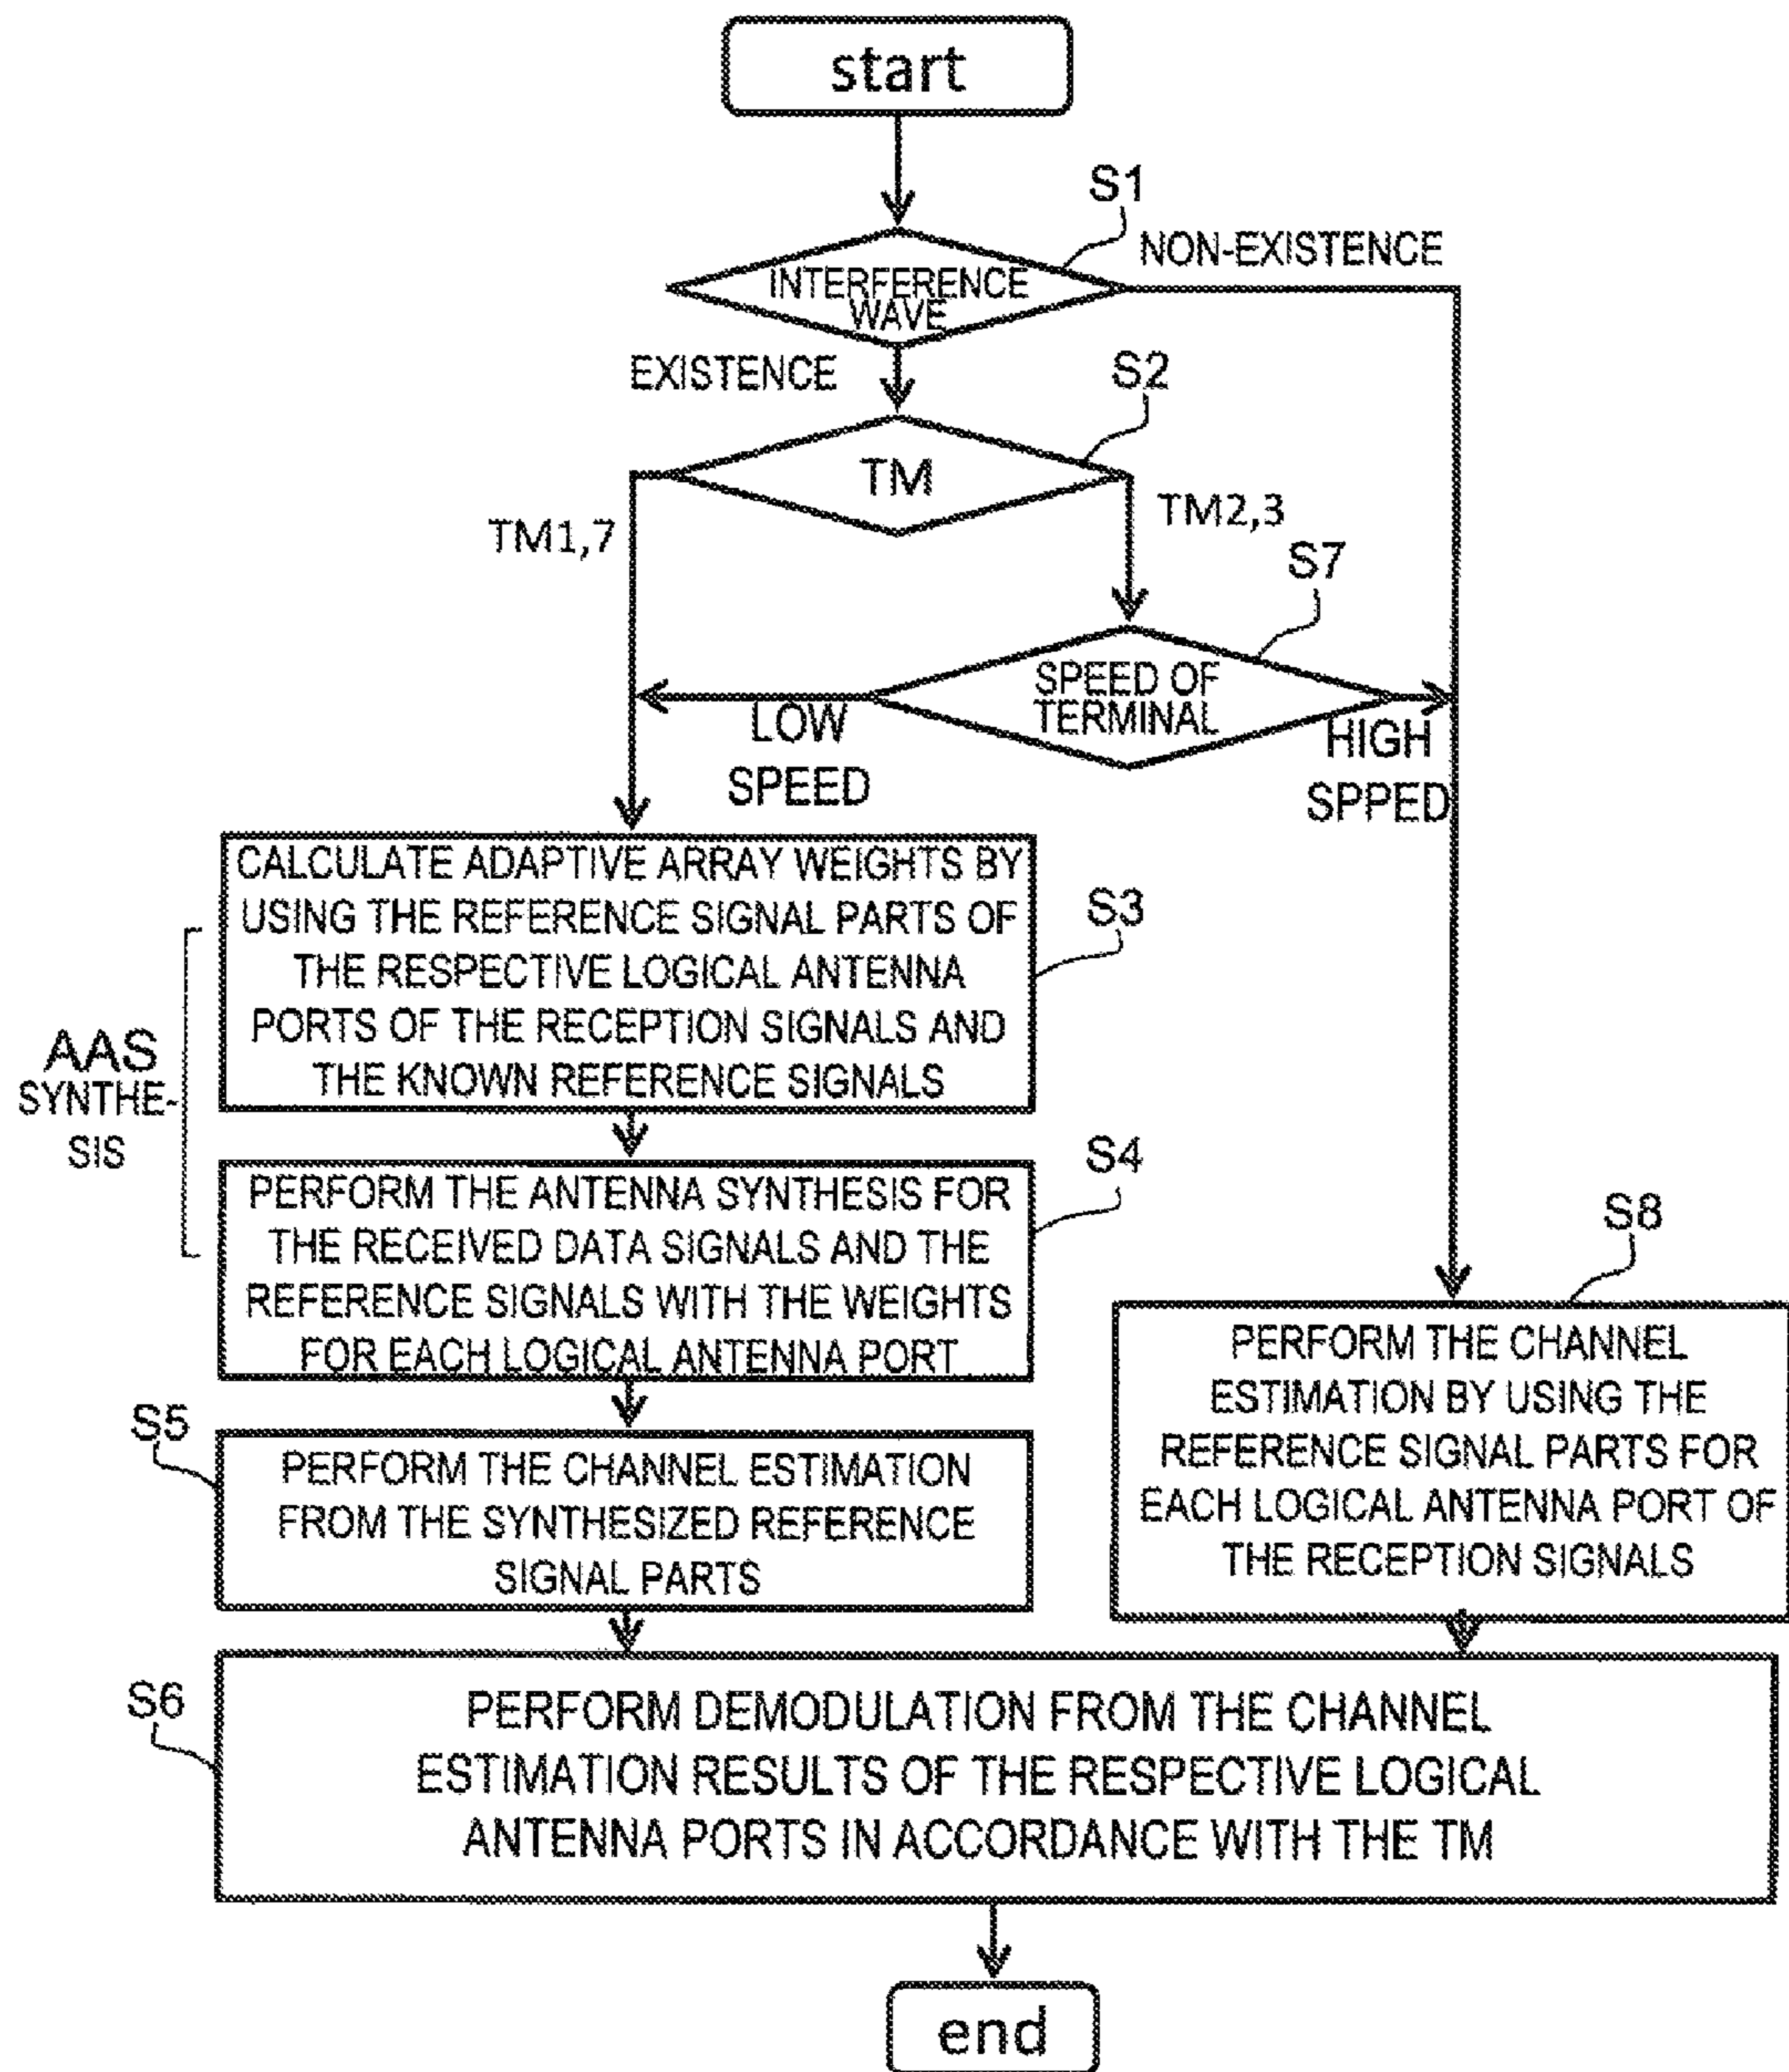 start
S1
NON-EXISTENCE
INTERFERENCE
WAVE
EXISTENCE
S2
TM
TM1,7
TM2,3
S7
SPEED OF
TERMINAL
LOW
SPEED
HIGH
SPPED
CALCULATE ADAPTIVE ARRAY WEIGHTS BY
USING THE REFERENCE SIGNAL PARTS OF
THE RESPECTIVE LOGICAL ANTENNA
PORTS OF THE RECEPTION SIGNALS AND
THE KNOWN REFERENCE SIGNALS
S3
AAS
SYNTHE-
SIS
PERFORM THE ANTENNA SYNTHESIS FOR
THE RECEIVED DATA SIGNALS AND THE
REFERENCE SIGNALS WITH THE WEIGHTS
FOR EACH LOGICAL ANTENNA PORT
S4
S5
PERFORM THE CHANNEL ESTIMATION
FROM THE SYNTHESIZED REFERENCE
SIGNAL PARTS
S8
PERFORM THE CHANNEL
ESTIMATION BY USING THE
REFERENCE SIGNAL PARTS FOR
EACH LOGICAL ANTENNA PORT OF
THE RECEPTION SIGNALS
S6
PERFORM DEMODULATION FROM THE CHANNEL
ESTIMATION RESULTS OF THE RESPECTIVE LOGICAL
ANTENNA PORTS IN ACCORDANCE WITH THE TM
end